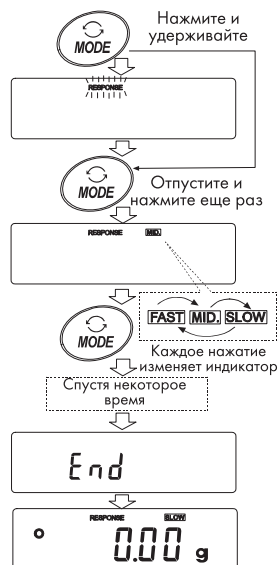 Нажмите и
удерживайте
MODE
RESPONSE
MODE
Отпустите и
нажмите еще раз
RESPONSE MID.
FAST MID. SLOW
MODE
Каждое нажатие
изменяет индикатор
Спустя некоторое
время
End
RESPONSE SLOW
0.00 g